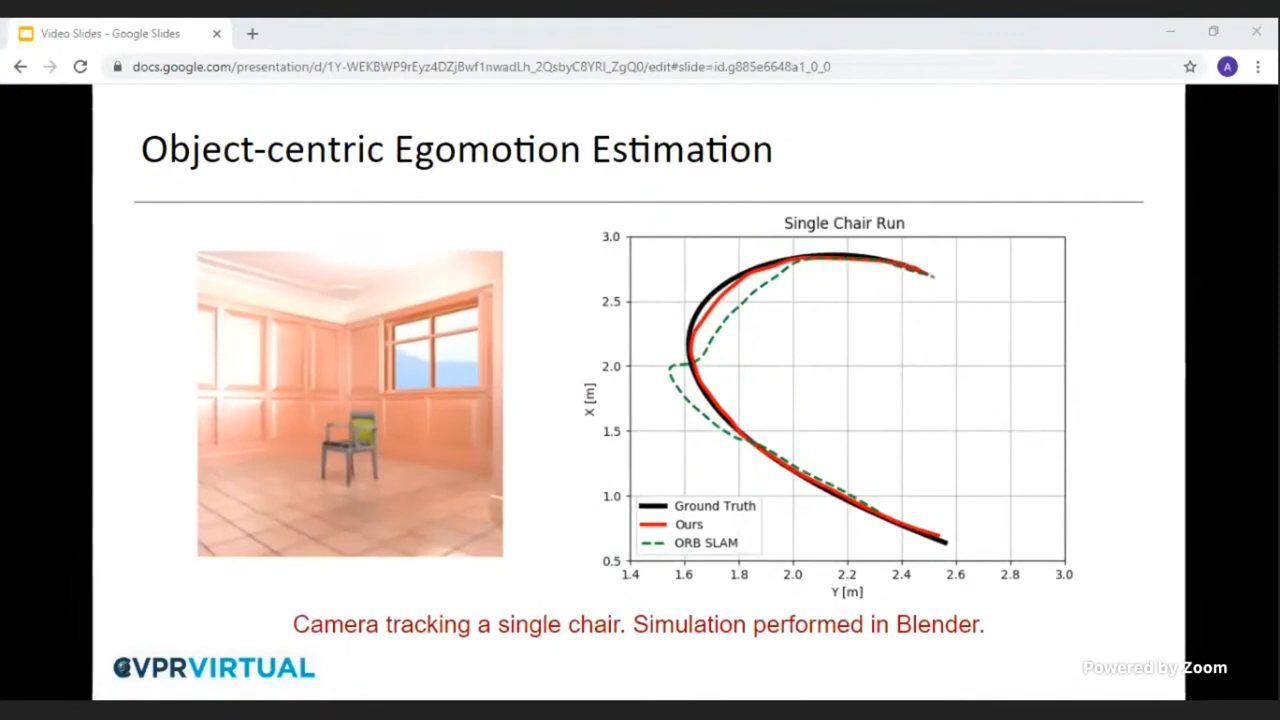 Video Slides - Google Slides
docs.google.com/presentation/d/1Y-WEKBWP9rEyz4DZj8wf1nwadLh_2QsbyC8YRl_ZgQ0/edit#slide=id.g885e6648a1_0_0
A
Object-centric Egomotion Estimation
Single Chair Run
3.0
2.5
2.0
1.5
1.0
0.5
X [m]
Ground Truth
Ours
ORB SLAM
1.4 1.6 1.8 2.0 2.2 2.4 2.6 2.8 3.0
Y [m]
Camera tracking a single chair. Simulation performed in Blender.
CVPRVIRTUAL
Powered by Zoom